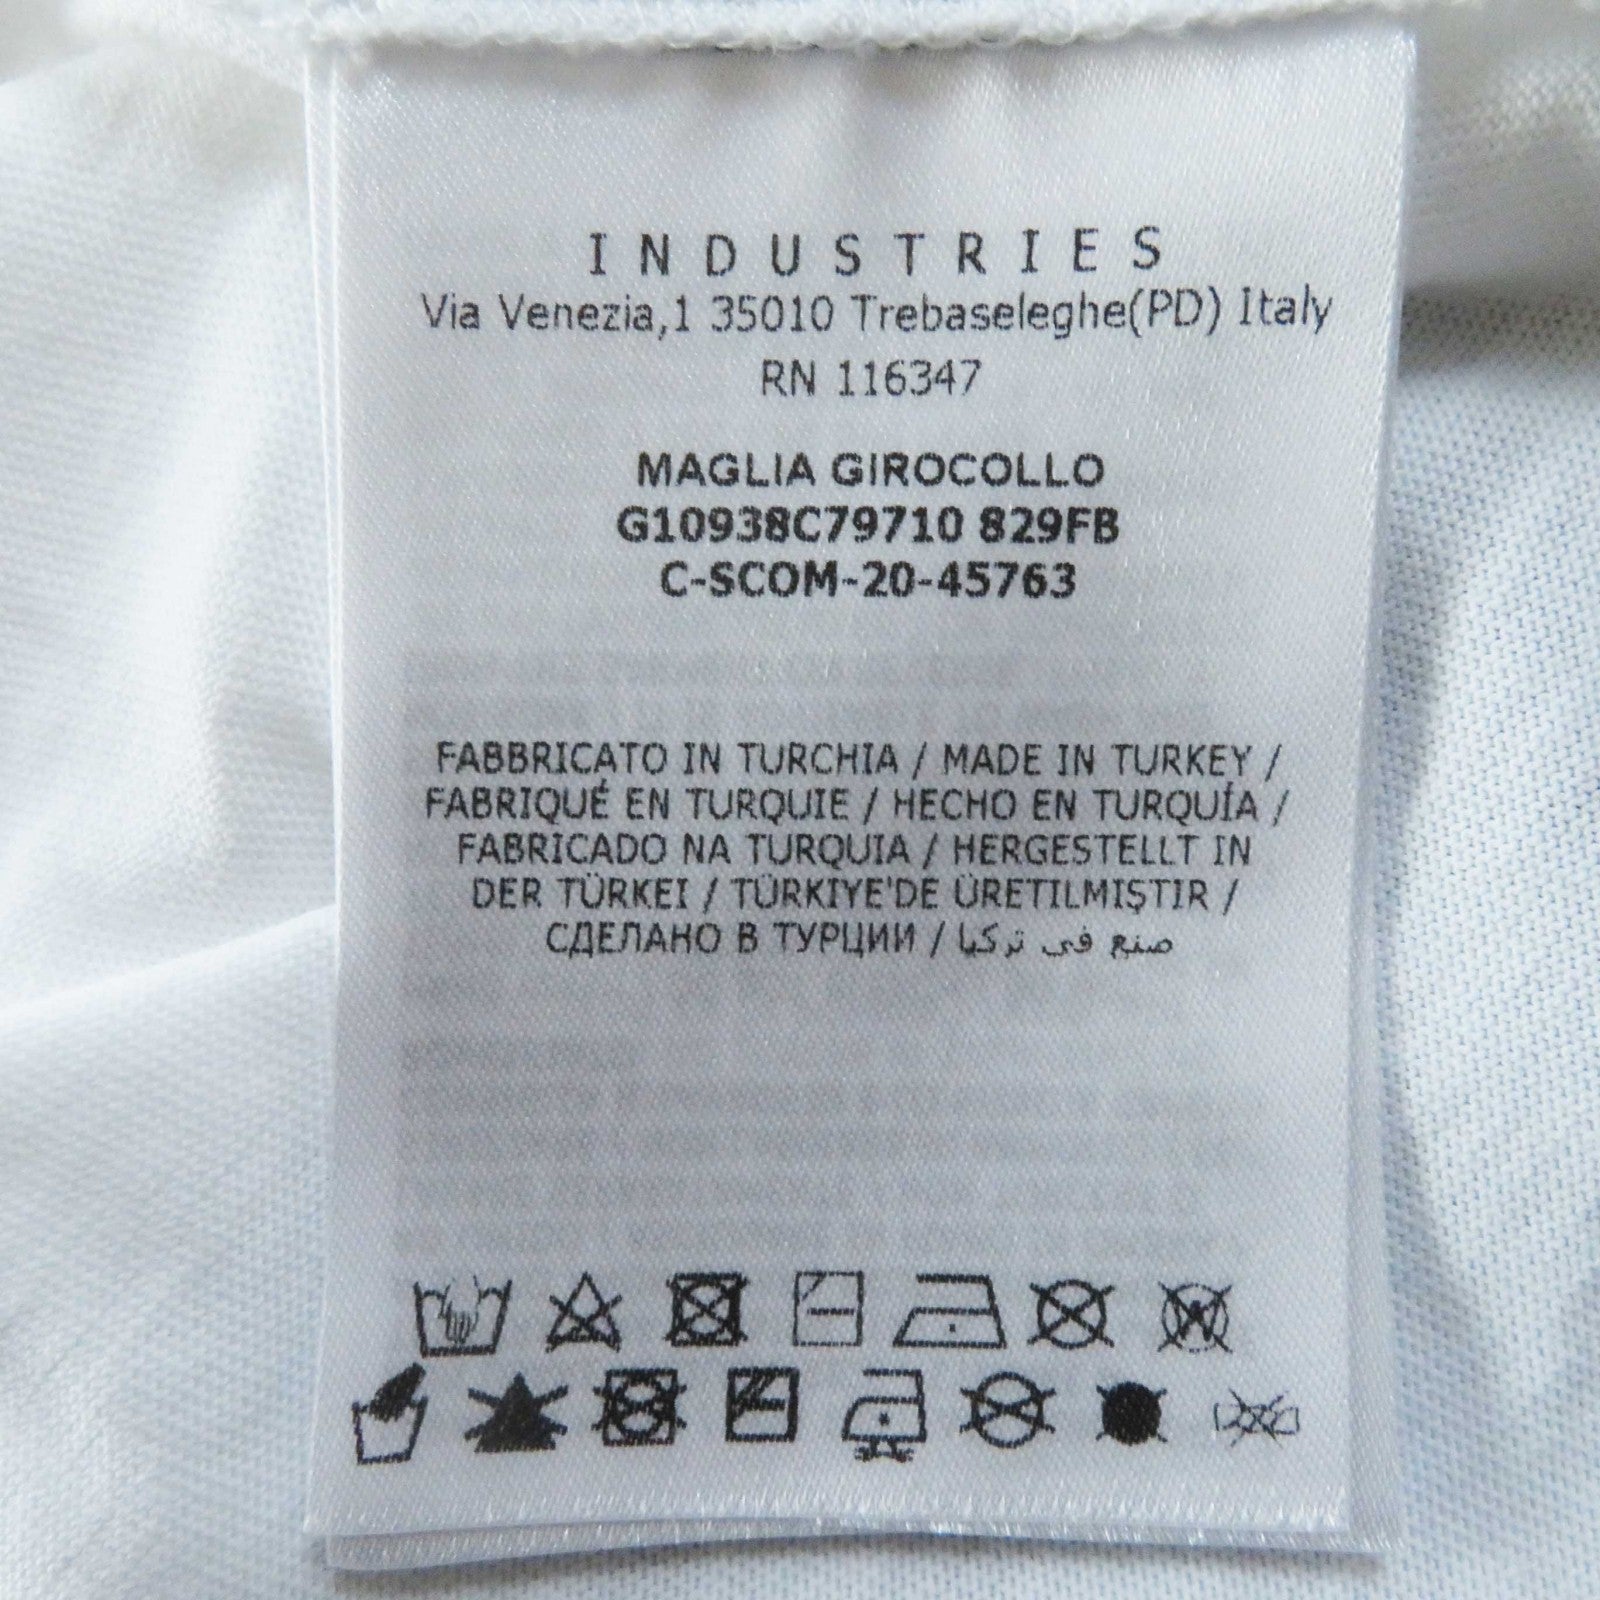 INDUSTRIES
Via Venezia,1 35010 Trebaseleghe(PD) Italy
RN 116347
MAGLIA GIROCOLLO
G10938C79710 829FB
C-SCOM-20-45763
FABBRICATO IN TURCHIA / MADE IN TURKEY /
FABRIQUÉ EN TURQUIE / HECHO EN TURQUÍA /
FABRICADO NA TURQUIA / HERGESTELLT IN
DER TÜRKEI / TÜRKIYE'DE ÜRETILMIŞTIR /
СДЕЛАНО В ТУРЦИИ / صنع في تركيا
W